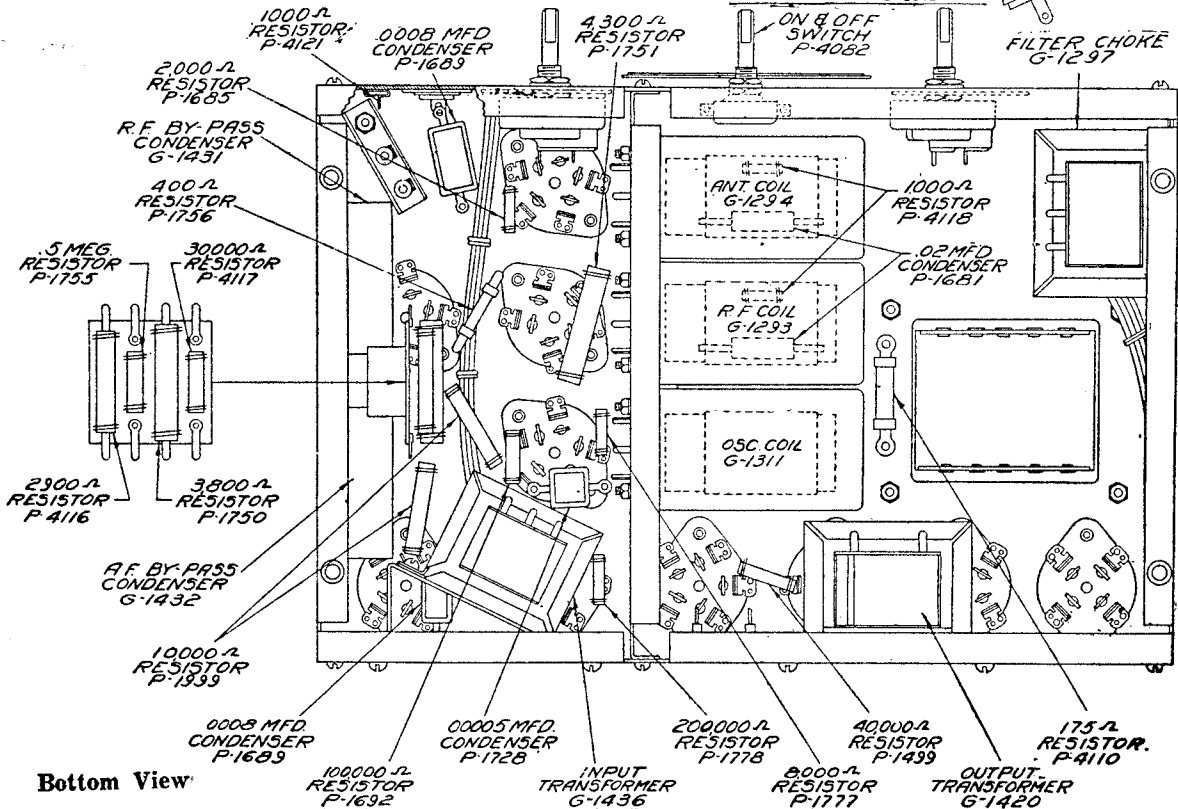 1000Ω
RESISTOR
P-4121
.0008 MFD
CONDENSER
P-1689
4,300Ω
RESISTOR
P-1751
ON & OFF
SWITCH
P-4082
FILTER CHOKE
G-1297
2,000Ω
RESISTOR
P-1685
R.F. BY-PASS
CONDENSER
G-1431
400Ω
RESISTOR
P-1756
.5 MEG.
RESISTOR
P-1755
30,000Ω
RESISTOR
P-4117
ANT. COIL
G-1294
1000Ω
RESISTOR
P-4118
.02 MFD
CONDENSER
P-1681
R.F. COIL
G-1293
OSC. COIL
G-1311
2900Ω
RESISTOR
P-4116
3,800Ω
RESISTOR
P-1750
A.F. BY-PASS
CONDENSER
G-1432
10,000Ω
RESISTOR
P-1999
.0008 MFD.
CONDENSER
P-1689
100,000Ω
RESISTOR
P-1692
.00005 MFD.
CONDENSER
P-1728
INPUT
TRANSFORMER
G-1436
200,000Ω
RESISTOR
P-1778
8,000Ω
RESISTOR
P-1777
40,000Ω
RESISTOR
P-1499
OUTPUT
TRANSFORMER
G-1420
175Ω
RESISTOR.
P-4110
Bottom View